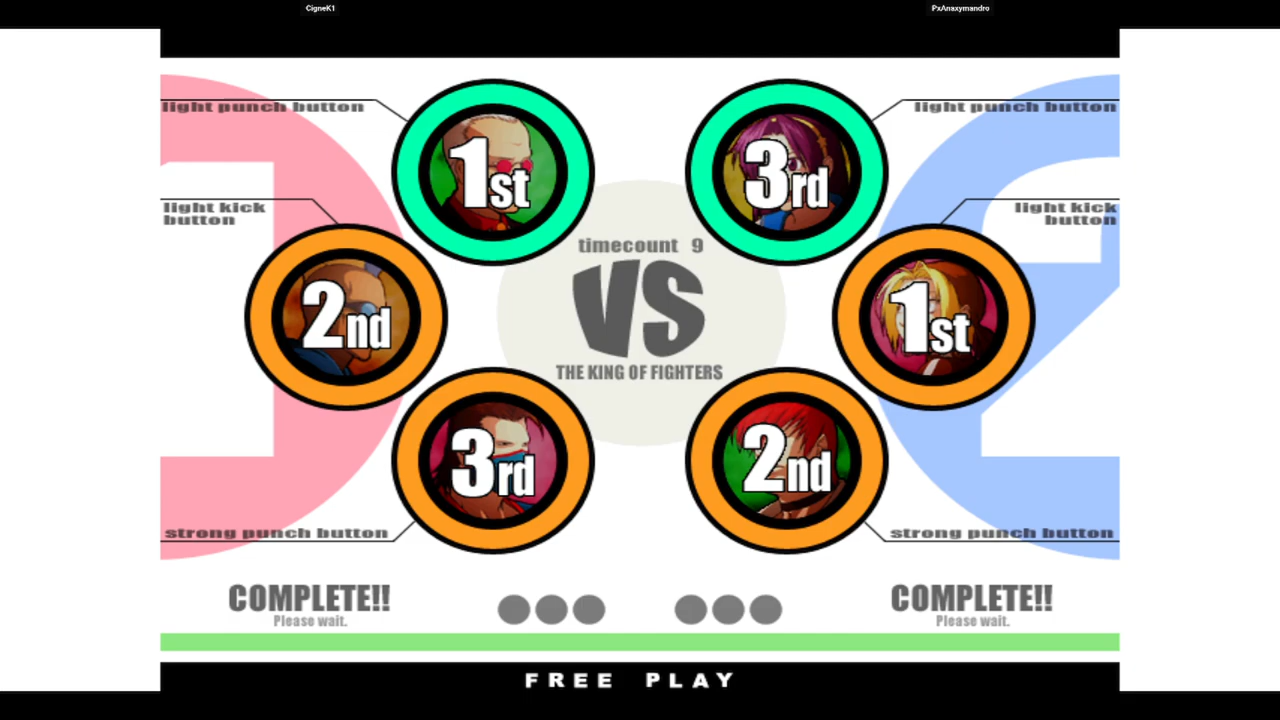 CigneK1
PxAnaxymandro
light punch button
light punch button
light kick
button
light kick
button
1st
3rd
timecount 9
VS
THE KING OF FIGHTERS
2nd
1st
3rd
2nd
strong punch button
strong punch button
COMPLETE!!
Please wait.
COMPLETE!!
Please wait.
FREE PLAY
1
2